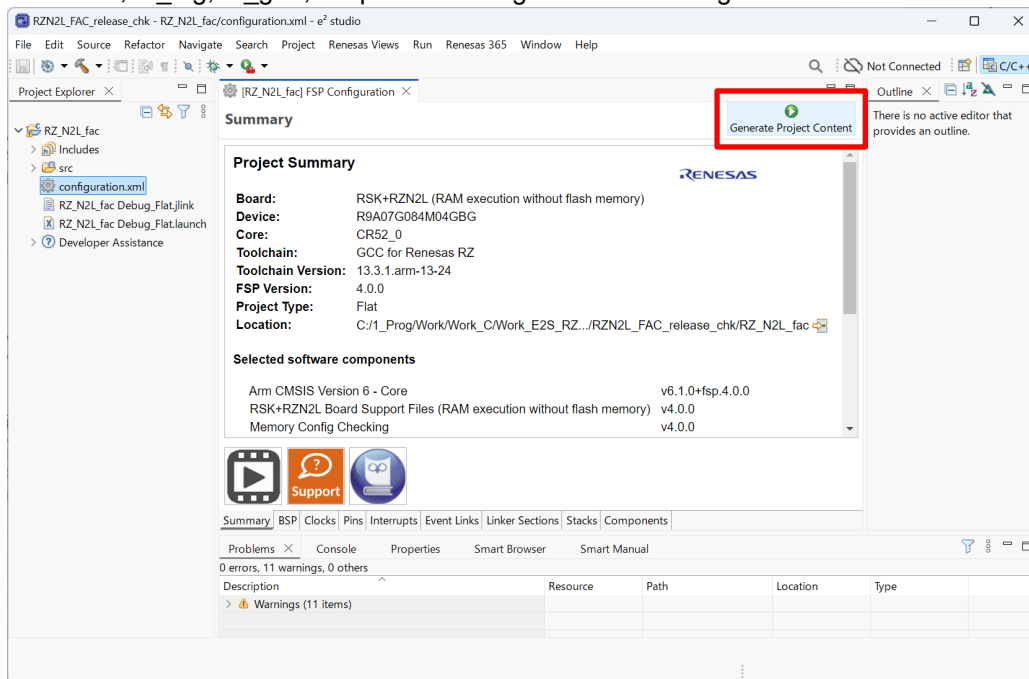 RZN2L_FAC_release_chk - RZ_N2L_fac/configuration.xml - e² studio
File Edit Source Refactor Navigate Search Project Renesas Views Run Renesas 365 Window Help
Not Connected C/C++
Project Explorer
[RZ_N2L_fac] FSP Configuration
Outline
Summary
Generate Project Content
There is no active editor that
provides an outline.
RZ_N2L_fac
Includes
src
configuration.xml
RZ_N2L_fac Debug_Flat.jlink
RZ_N2L_fac Debug_Flat.launch
Developer Assistance
Project Summary
RENESAS
Board: RSK+RZN2L (RAM execution without flash memory)
Device: R9A07G084M04GBG
Core: CR52_0
Toolchain: GCC for Renesas RZ
Toolchain Version: 13.3.1.arm-13-24
FSP Version: 4.0.0
Project Type: Flat
Location: C:/1_Prog/Work/Work_C/Work_E2S_RZ.../RZN2L_FAC_release_chk/RZ_N2L_fac
Selected software components
Arm CMSIS Version 6 - Core v6.1.0+fsp.4.0.0
RSK+RZN2L Board Support Files (RAM execution without flash memory) v4.0.0
Memory Config Checking v4.0.0
Support
Summary BSP Clocks Pins Interrupts Event Links Linker Sections Stacks Components
Problems Console Properties Smart Browser Smart Manual
0 errors, 11 warnings, 0 others
Description Resource Path Location Type
Warnings (11 items)